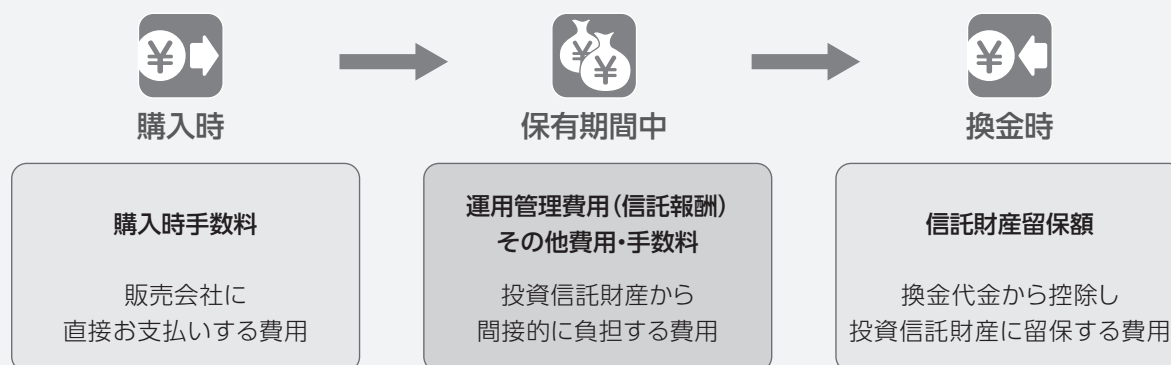 購入時
保有期間中
換金時
購入時手数料
販売会社に
直接お支払いする費用
運用管理費用(信託報酬)
その他費用・手数料
投資信託財産から
間接的に負担する費用
信託財産留保額
換金代金から控除し
投資信託財産に留保する費用